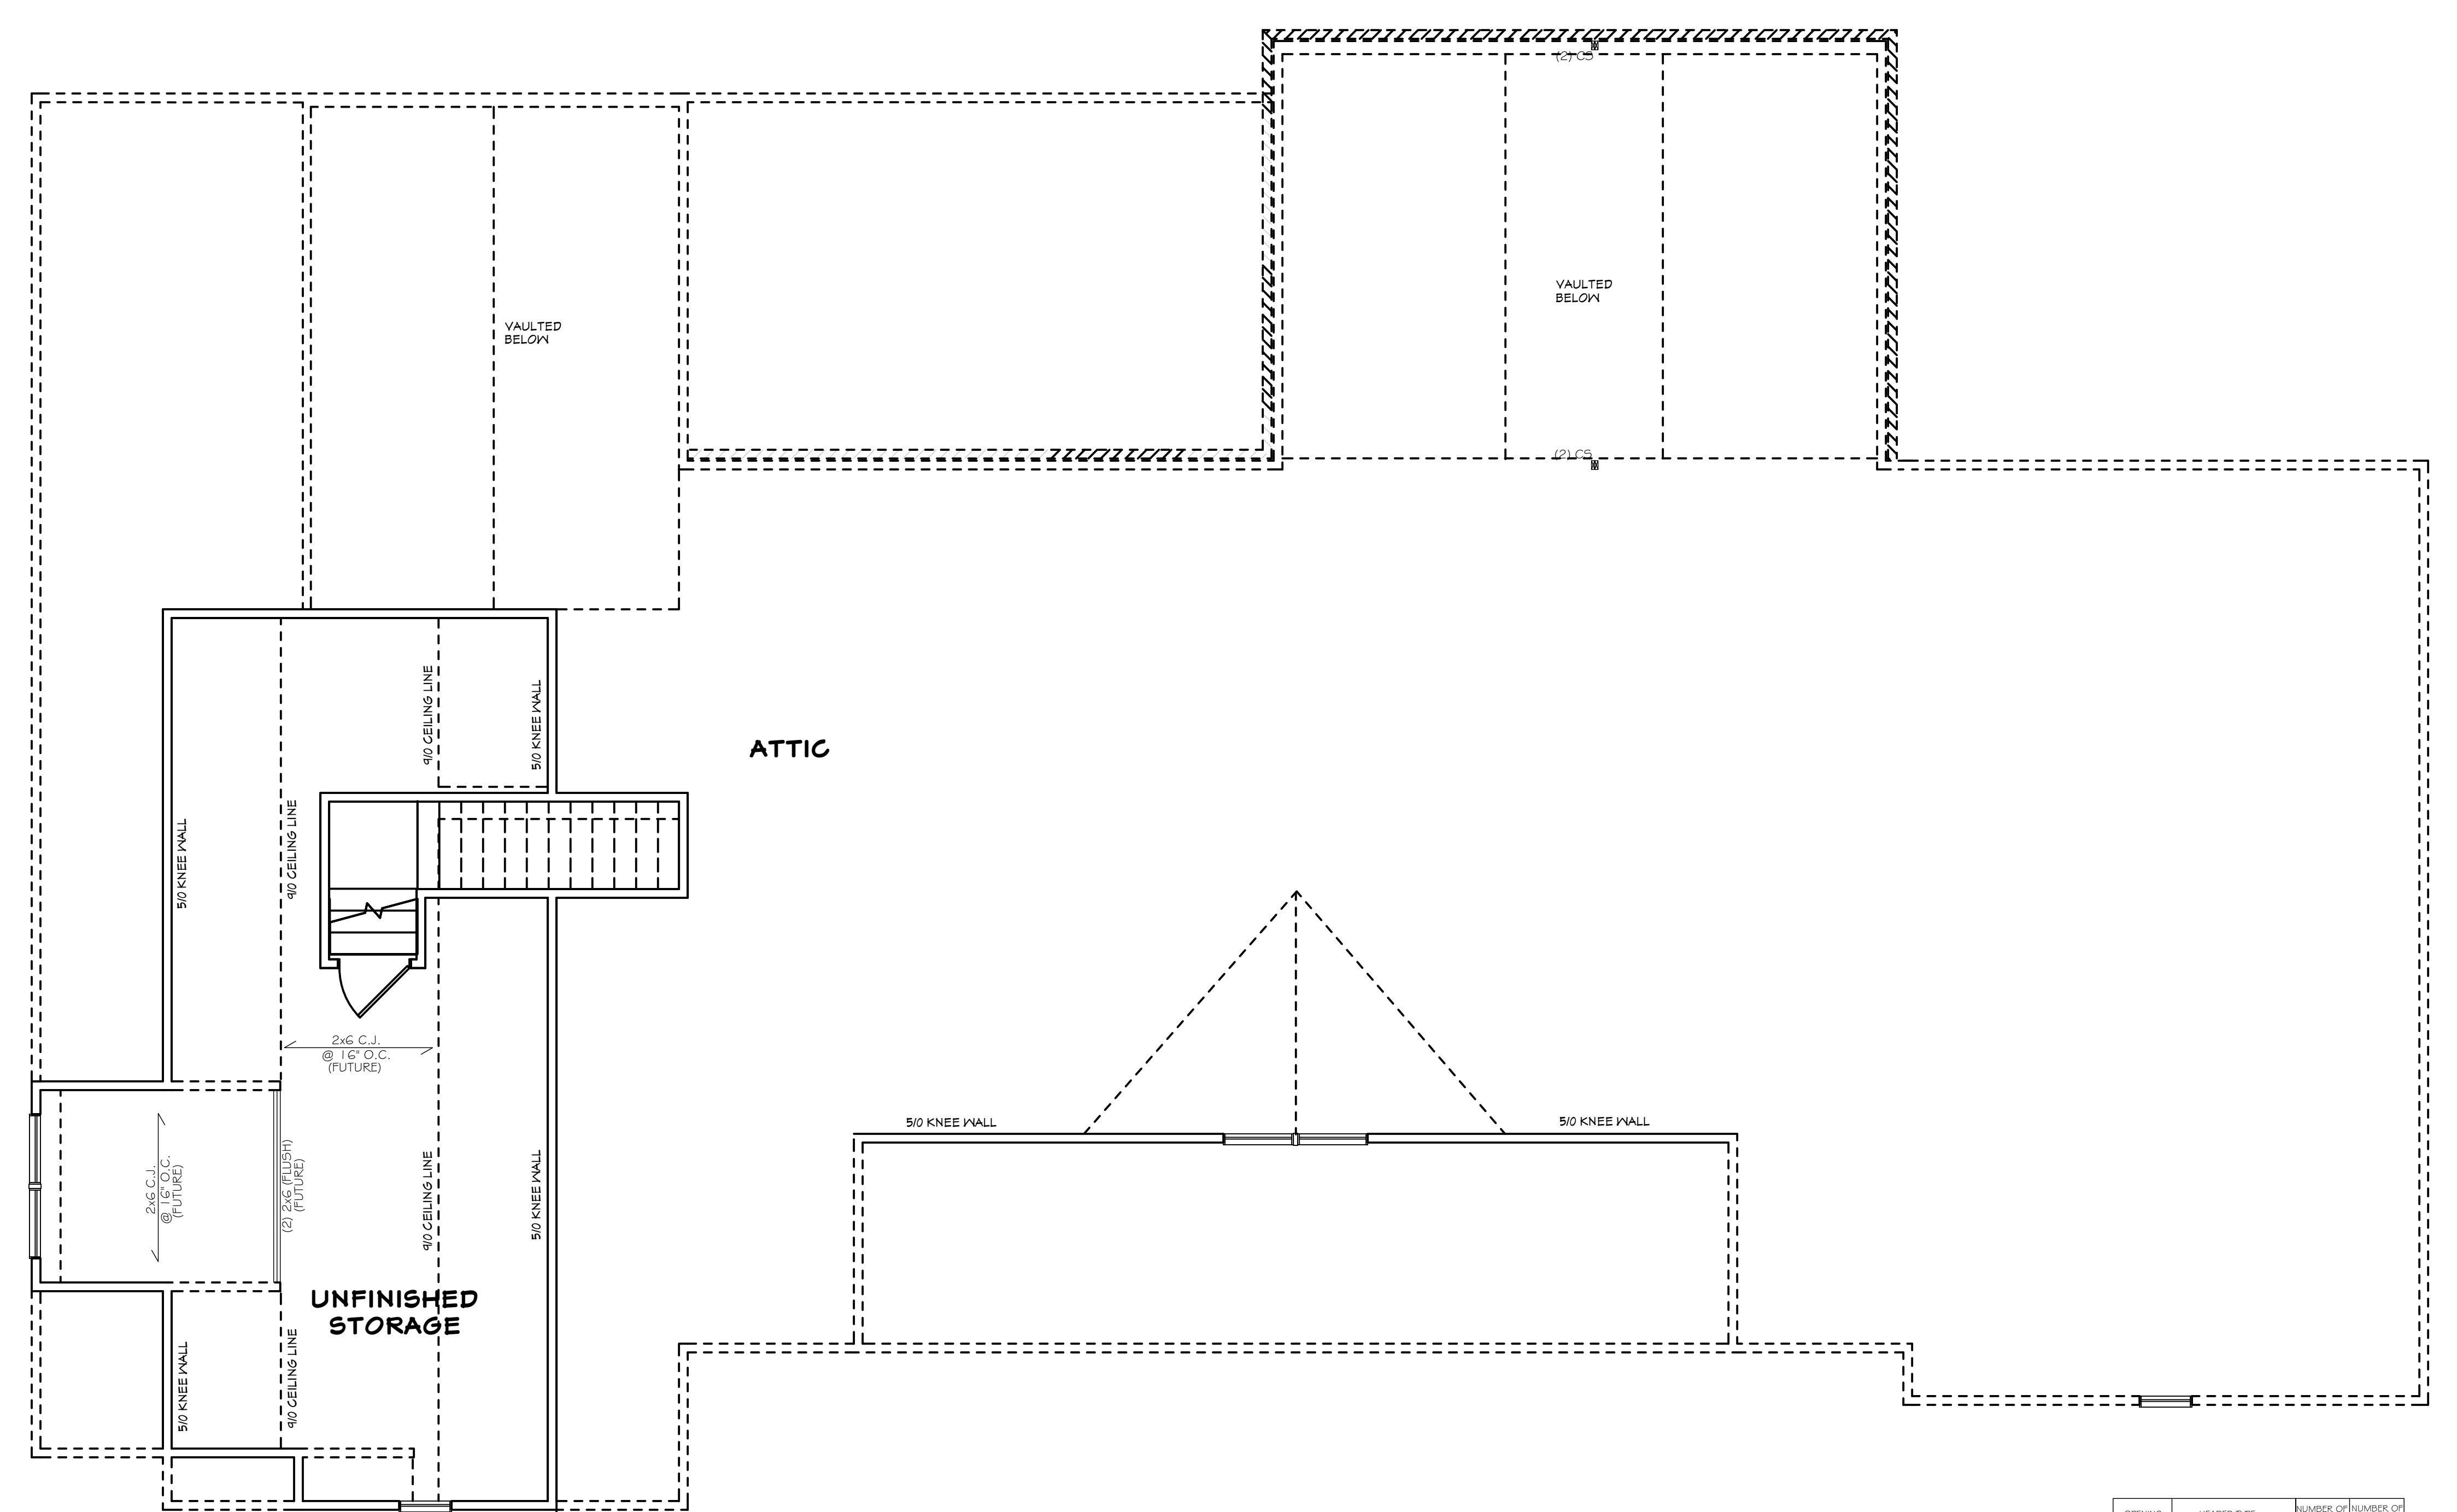 (2) CS
VAULTED
BELOW
VAULTED
BELOW
(2) CS
9/0 CEILING LINE
5/0 KNEE WALL
ATTIC
5/0 KNEE WALL
9/0 CEILING LINE
2x6 C.J.
@ 16" O.C.
(FUTURE)
5/0 KNEE WALL
5/0 KNEE WALL
2x6 C.J.
@ 16" O.C.
(FUTURE)
(2) 2x6 (FLUSH)
(FUTURE)
9/0 CEILING LINE
5/0 KNEE WALL
UNFINISHED
STORAGE
5/0 KNEE WALL
9/0 CEILING LINE
NUMBER OF
NUMBER OF